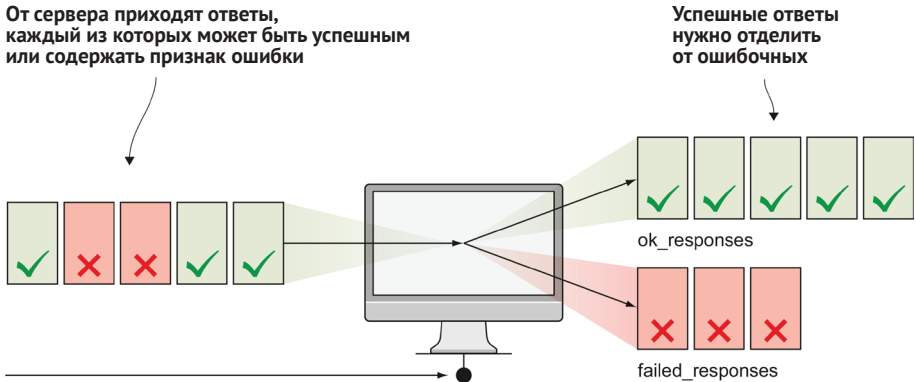 От сервера приходят ответы,
каждый из которых может быть успешным
или содержать признак ошибки
Успешные ответы
нужно отделить
от ошибочных
ok_responses
failed_responses